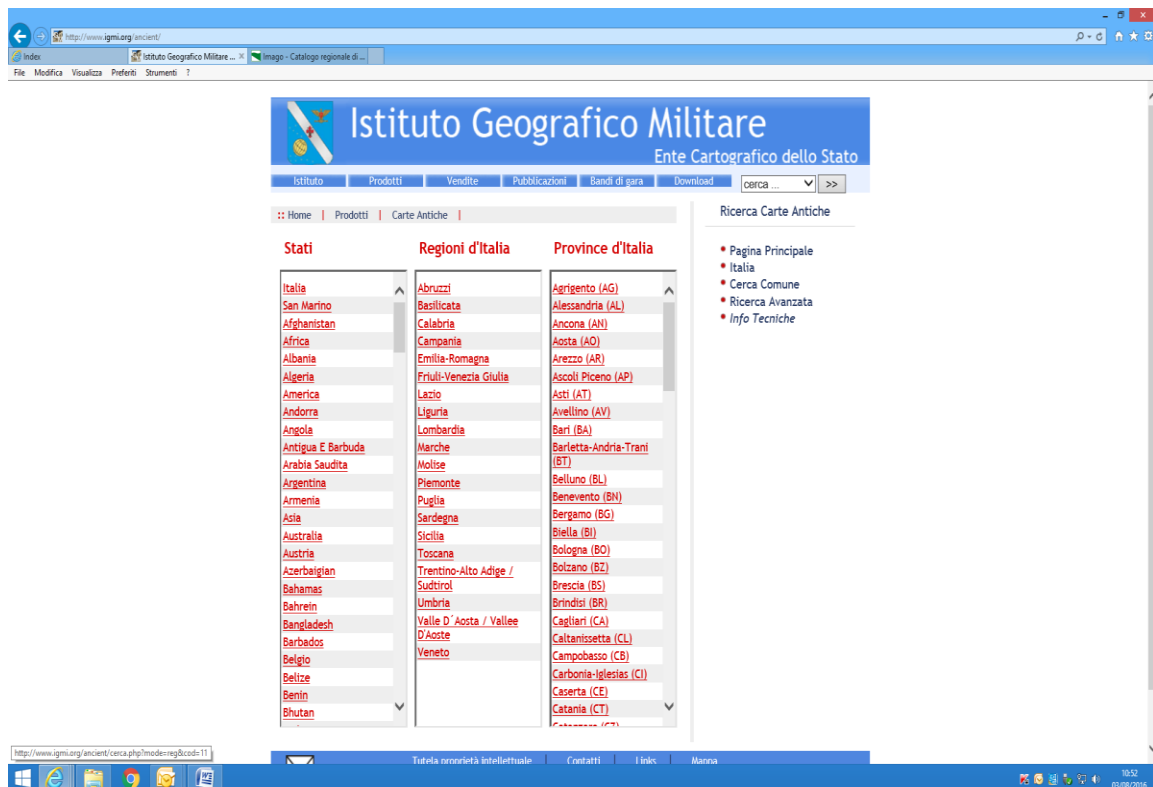 http://www.igmi.org/ancient/
Index
Istituto Geografico Militare ...
Imago - Catalogo regionale di ...
File Modifica Visualizza Preferiti Strumenti ?
Istituto Geografico Militare
Ente Cartografico dello Stato
Istituto Prodotti Vendite Pubblicazioni Bandi di gara Download cerca ... >>
:: Home | Prodotti | Carte Antiche |
Ricerca Carte Antiche
Pagina Principale
Italia
Cerca Comune
Ricerca Avanzata
Info Tecniche
Stati
Italia
San Marino
Afghanistan
Africa
Albania
Algeria
America
Andorra
Angola
Antigua E Barbuda
Arabia Saudita
Argentina
Armenia
Asia
Australia
Austria
Azerbaigian
Bahamas
Bahrein
Bangladesh
Barbados
Belgio
Belize
Benin
Bhutan
Regioni d'Italia
Abruzzi
Basilicata
Calabria
Campania
Emilia-Romagna
Friuli-Venezia Giulia
Lazio
Liguria
Lombardia
Marche
Molise
Piemonte
Puglia
Sardegna
Sicilia
Toscana
Trentino-Alto Adige /
Sudtirol
Umbria
Valle D´Aosta / Vallee
D'Aoste
Veneto
Province d'Italia
Agrigento (AG)
Alessandria (AL)
Ancona (AN)
Aosta (AO)
Arezzo (AR)
Ascoli Piceno (AP)
Asti (AT)
Avellino (AV)
Bari (BA)
Barletta-Andria-Trani
(BT)
Belluno (BL)
Benevento (BN)
Bergamo (BG)
Biella (BI)
Bologna (BO)
Bolzano (BZ)
Brescia (BS)
Brindisi (BR)
Cagliari (CA)
Caltanissetta (CL)
Campobasso (CB)
Carbonia-Iglesias (CI)
Caserta (CE)
Catania (CT)
Catanzaro (CZ)
http://www.igmi.org/ancient/cerca.php?mode=reg&cod=11
Tutela proprietà intellettuale | Contatti | Links | Mappa
10:52
03/08/2016